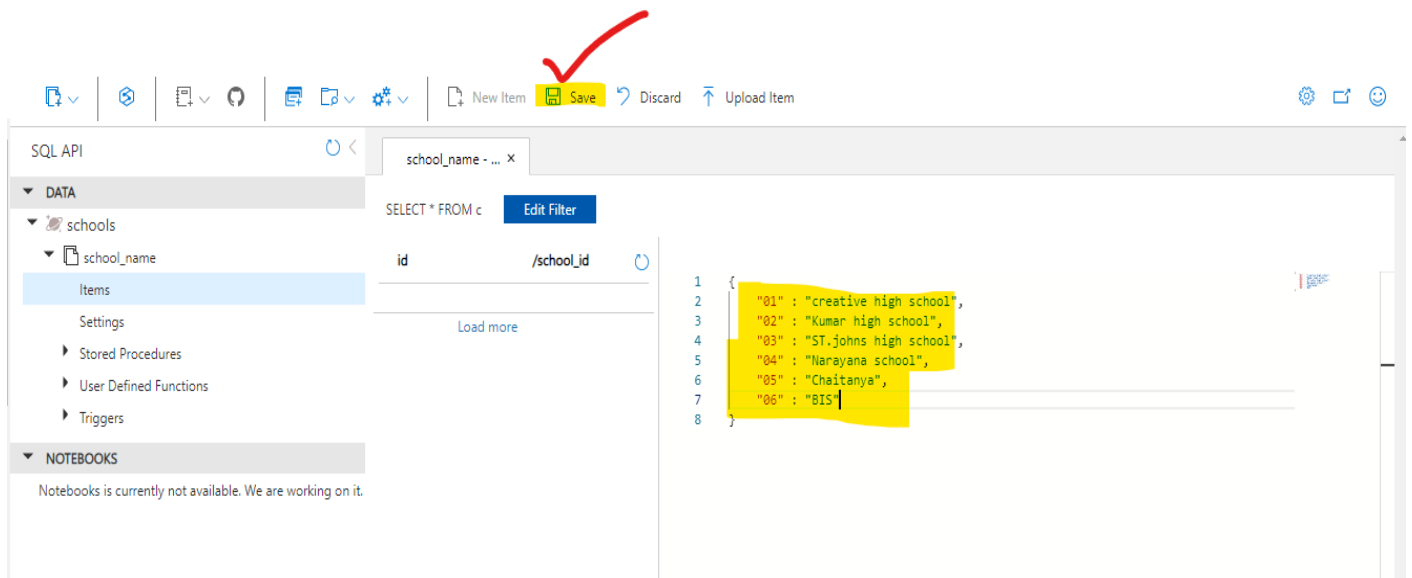 New Item Save Discard Upload Item
SQL API
school_name - ... x
DATA
SELECT * FROM c Edit Filter
schools
school_name
id /school_id
Items
Settings
Load more
Stored Procedures
User Defined Functions
Triggers
NOTEBOOKS
Notebooks is currently not available. We are working on it.
1 {
2 "01" : "creative high school",
3 "02" : "Kumar high school",
4 "03" : "ST.johns high school",
5 "04" : "Narayana school",
6 "05" : "Chaitanya",
7 "06" : "BIS"
8 }